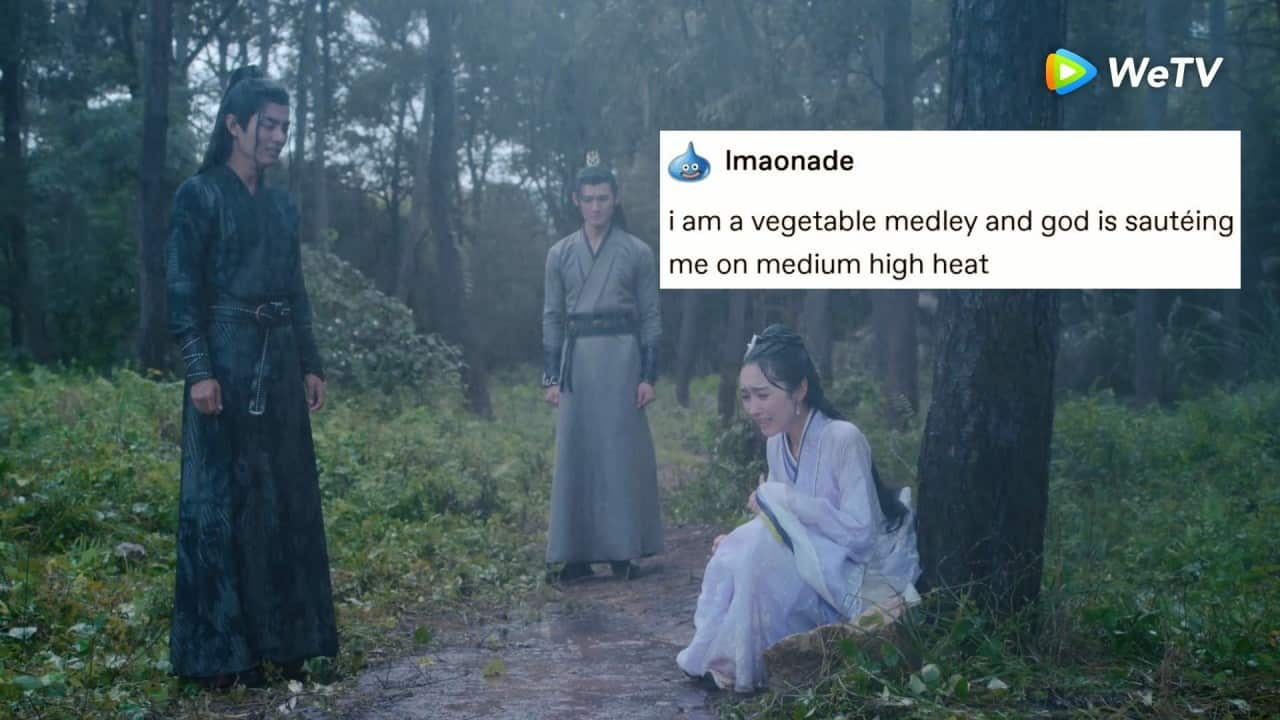 WeTV
lmaonade
i am a vegetable medley and god is sautéing
me on medium high heat